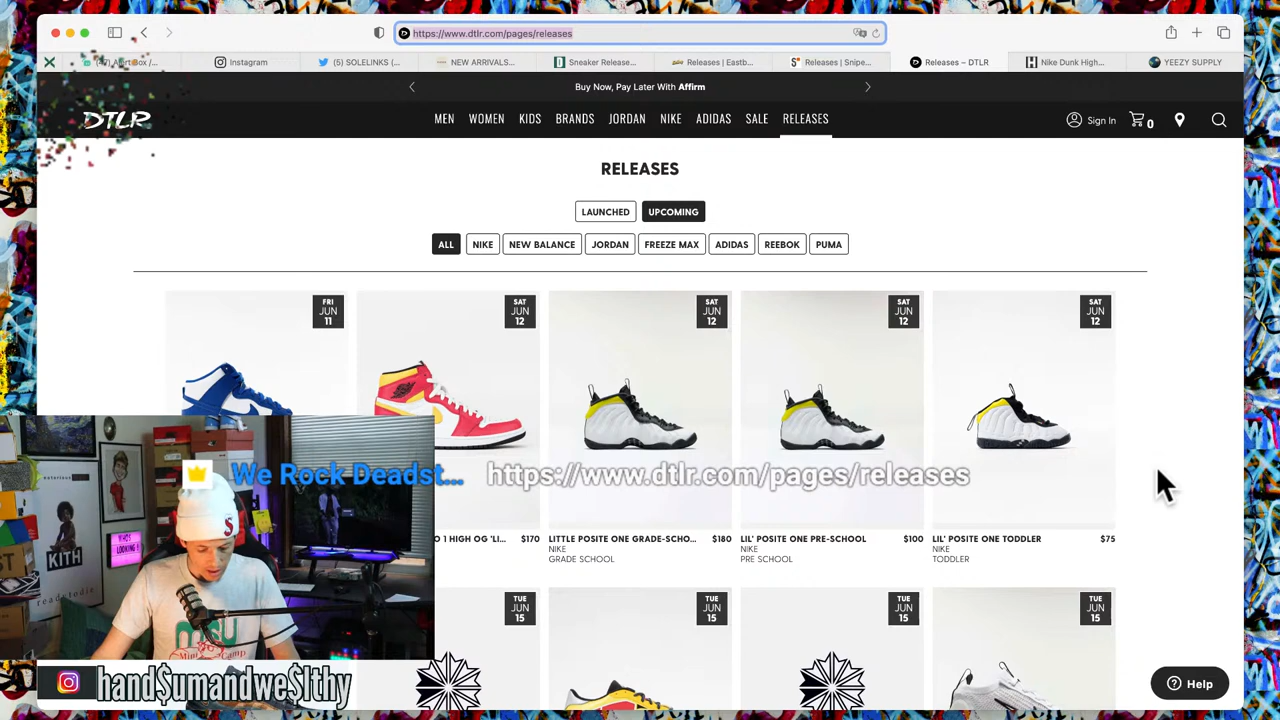 https://www.dtlr.com/pages/releases
Instagram
(5) SOLELINKS (...
NEW ARRIVALS...
Sneaker Release...
Releases | Eastb...
Releases | Snipe...
Releases – DTLR
Nike Dunk High...
YEEZY SUPPLY
Buy Now, Pay Later With Affirm
DTLR
MEN
WOMEN
KIDS
BRANDS
JORDAN
NIKE
ADIDAS
SALE
RELEASES
Sign In
0
RELEASES
LAUNCHED
UPCOMING
ALL
NIKE
NEW BALANCE
JORDAN
FREEZE MAX
ADIDAS
REEBOK
PUMA
FRI
JUN
11
SAT
JUN
12
SAT
JUN
12
SAT
JUN
12
SAT
JUN
12
We Rock Deadst...
https://www.dtlr.com/pages/releases
O 1 HIGH OG 'LI... $170
LITTLE POSITE ONE GRADE-SCHO... $180
NIKE
GRADE SCHOOL
LIL' POSITE ONE PRE-SCHOOL $100
NIKE
PRE SCHOOL
LIL' POSITE ONE TODDLER $75
NIKE
TODDLER
KITH
TUE
JUN
15
TUE
JUN
15
TUE
JUN
15
TUE
JUN
15
hand$umandwe$lthy
Help